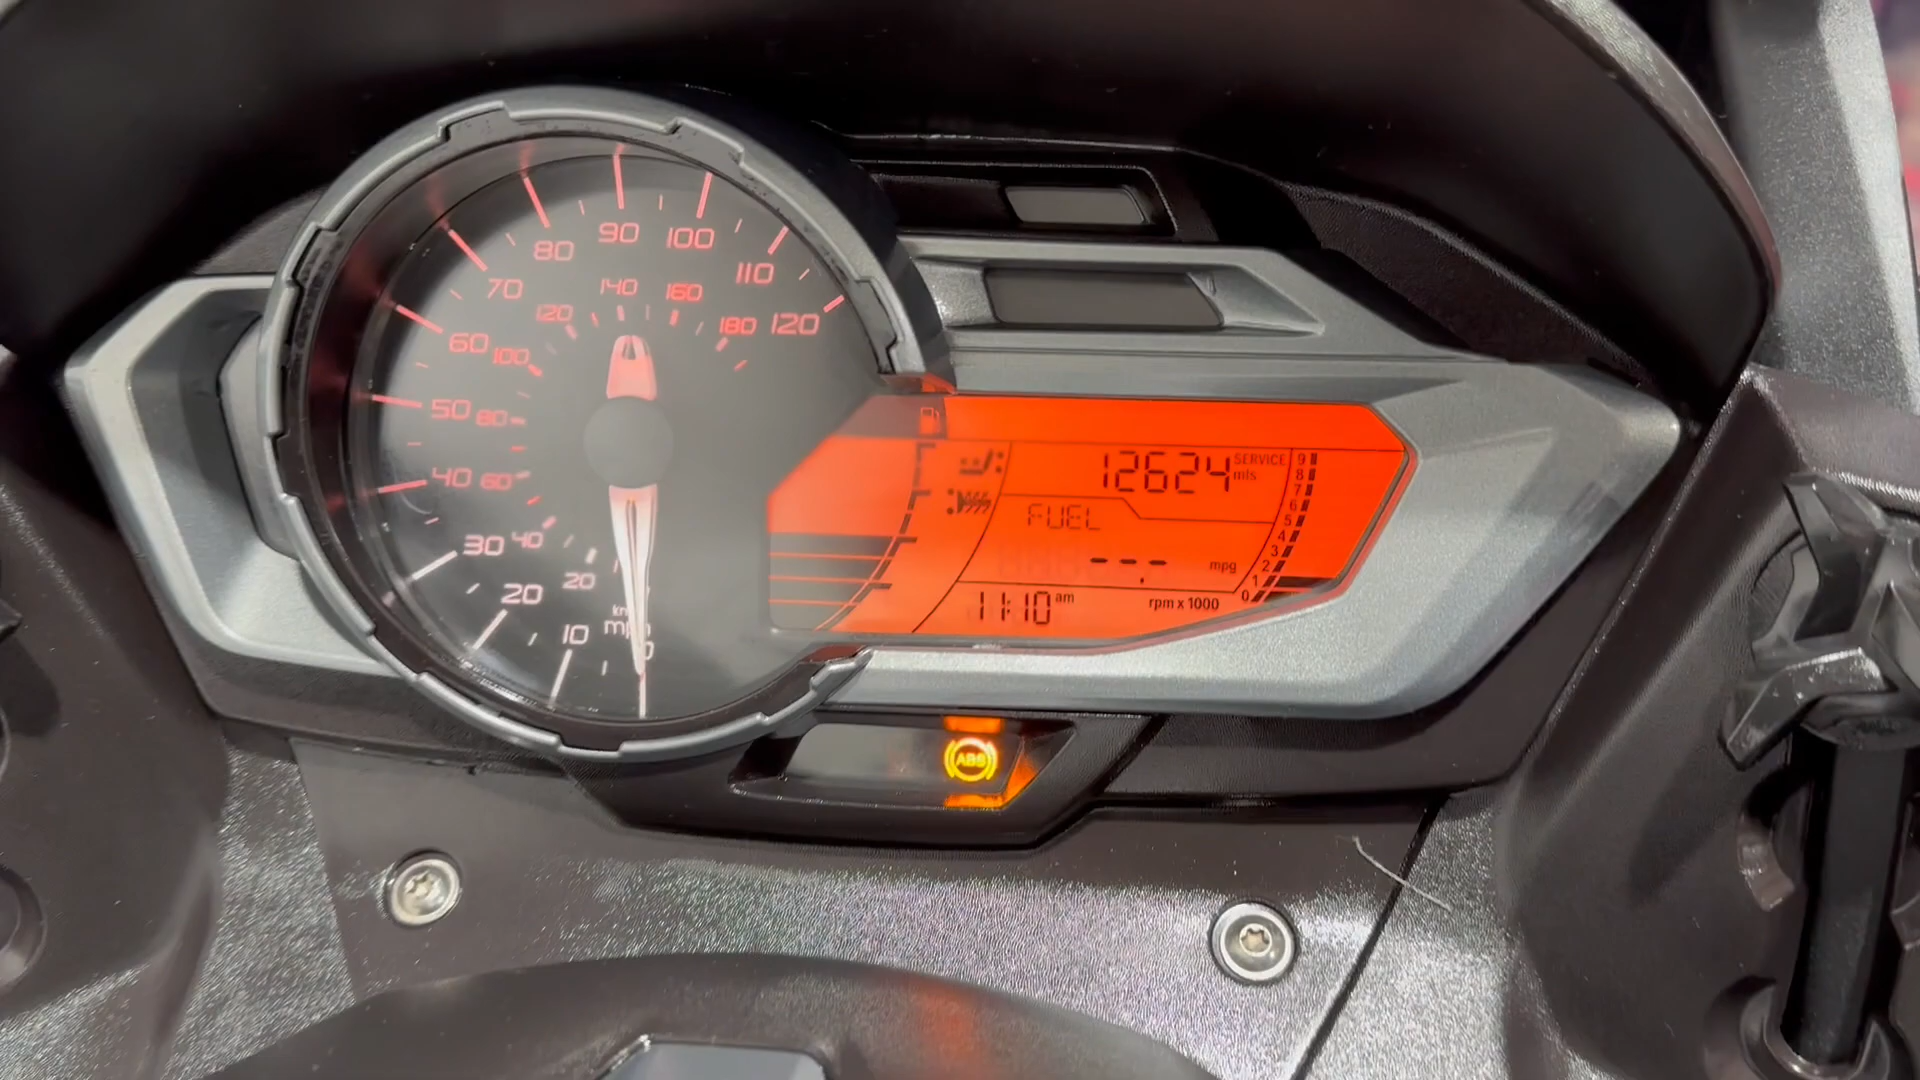 80 90 100
70 110
140
120 160
60 100 180 120
50 80
40 60
30 40
20 20
km/h
10 mph 0
12624 SERVICE
mls
FUEL
--.- mpg
11:10 am rpm x 1000
9
8
7
6
5
4
3
2
1
0
ABS